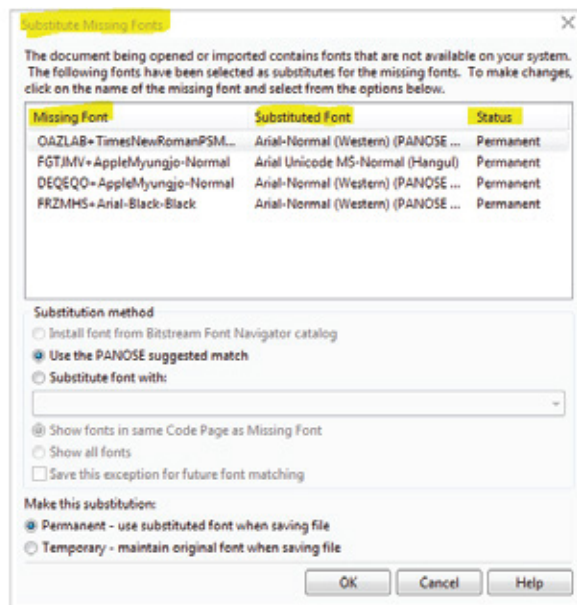 Substitute Missing Fonts
The document being opened or imported contains fonts that are not available on your system.
The following fonts have been selected as substitutes for the missing fonts. To make changes,
click on the name of the missing font and select from the options below.
Missing Font Substituted Font Status
OAZLAB+TimesNewRomanPSM... Arial-Normal (Western) (PANOSE ... Permanent
FGTJMV+AppleMyungjo-Normal Arial Unicode MS-Normal (Hangul) Permanent
DEQEQO+AppleMyungjo-Normal Arial-Normal (Western) (PANOSE ... Permanent
FRZMHS+Arial-Black-Black Arial-Normal (Western) (PANOSE ... Permanent
Substitution method
Install font from Bitstream Font Navigator catalog
Use the PANOSE suggested match
Substitute font with:
Show fonts in same Code Page as Missing Font
Show all fonts
Save this exception for future font matching
Make this substitution:
Permanent - use substituted font when saving file
Temporary - maintain original font when saving file
OK Cancel Help